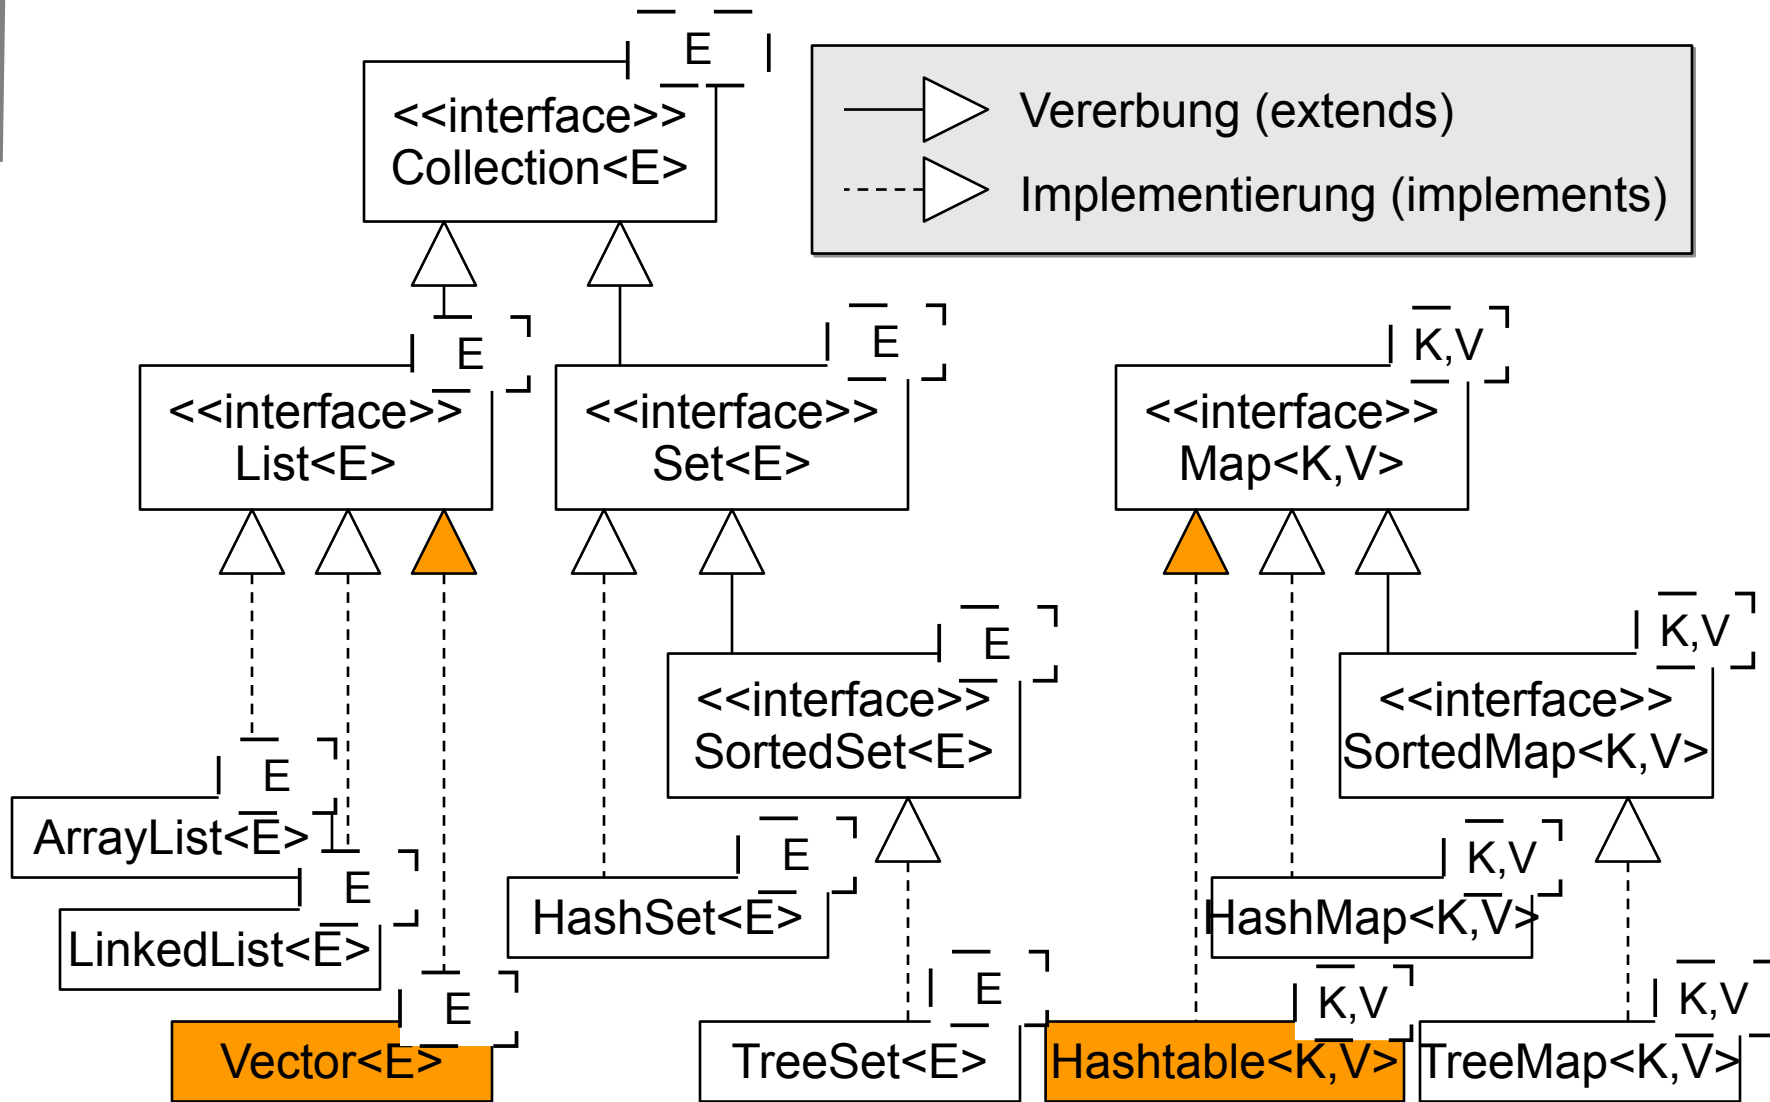 E
<<interface>>
Collection<E>
Vererbung (extends)
Implementierung (implements)
E
<<interface>>
List<E>
E
<<interface>>
Set<E>
K,V
<<interface>>
Map<K,V>
E
<<interface>>
SortedSet<E>
K,V
<<interface>>
SortedMap<K,V>
E
ArrayList<E>
E
LinkedList<E>
E
HashSet<E>
K,V
HashMap<K,V>
E
Vector<E>
E
TreeSet<E>
K,V
Hashtable<K,V>
K,V
TreeMap<K,V>